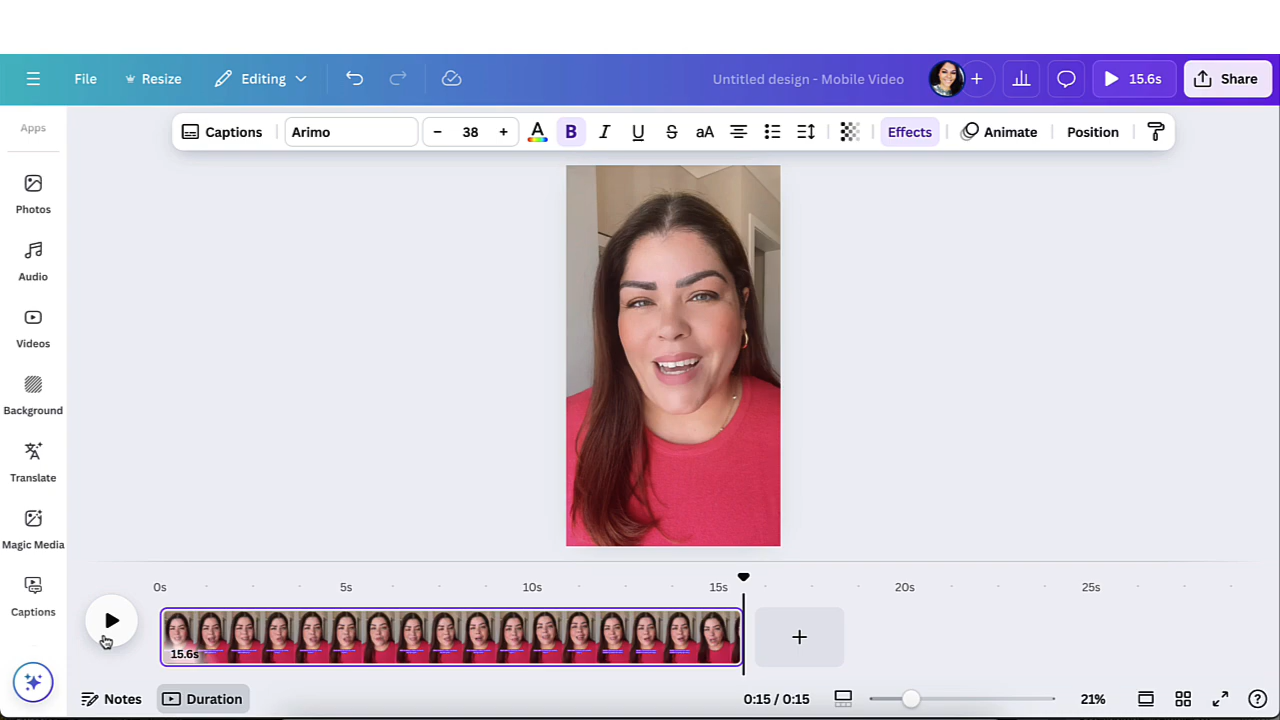 File
Resize
Editing
Untitled design - Mobile Video
15.6s
Share
Apps
Captions
Arimo
38
B
I
U
S
aA
Effects
Animate
Position
Photos
Audio
Videos
Background
Translate
Magic Media
Captions
0s
5s
10s
15s
20s
25s
15.6s
Notes
Duration
0:15 / 0:15
21%